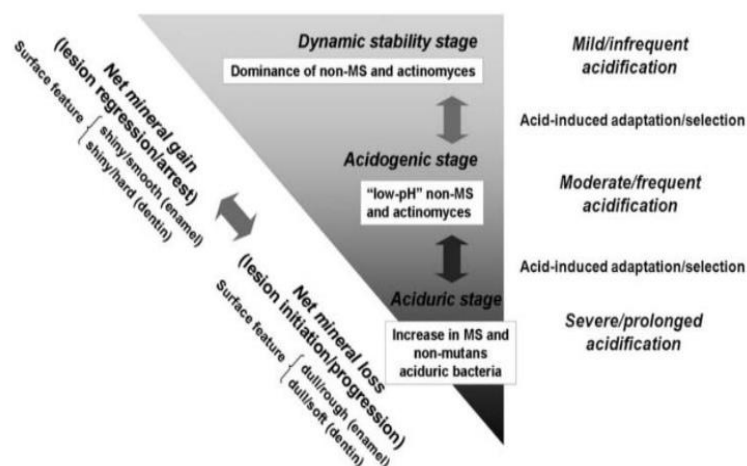 Dynamic stability stage
Dominance of non-MS and actinomyces
Mild/infrequent
acidification
Acid-induced adaptation/selection
Acidogenic stage
"low-pH" non-MS
and actinomyces
Moderate/frequent
acidification
Acid-induced adaptation/selection
Aciduric stage
Increase in MS and
non-mutans
aciduric bacteria
Severe/prolonged
acidification
Net mineral gain
(lesion regression/arrest)
Surface feature
shiny/smooth (enamel)
shiny/hard (dentin)
Net mineral loss
(lesion initiation/progression)
Surface feature
dull/rough (enamel)
dull/soft (dentin)